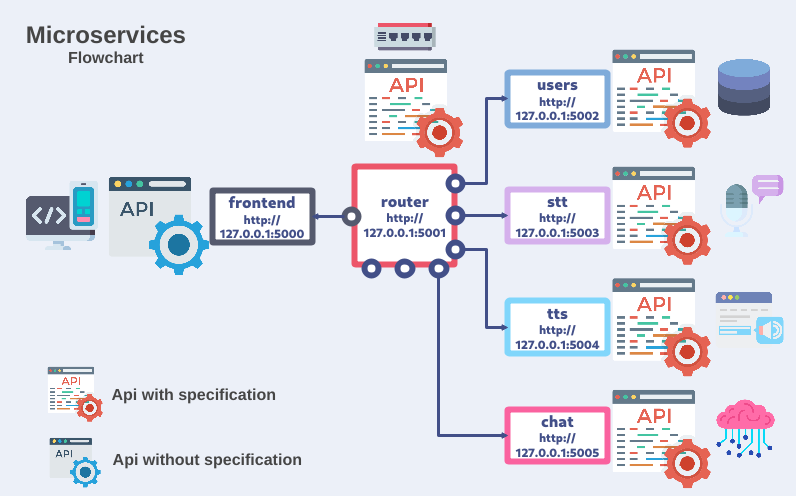 Microservices
Flowchart
API
users
http://
127.0.0.1:5002
API
API
frontend
http://
127.0.0.1:5000
router
http://
127.0.0.1:5001
stt
http://
127.0.0.1:5003
API
tts
http://
127.0.0.1:5004
API
API
Api with specification
chat
http://
127.0.0.1:5005
API
API
Api without specification